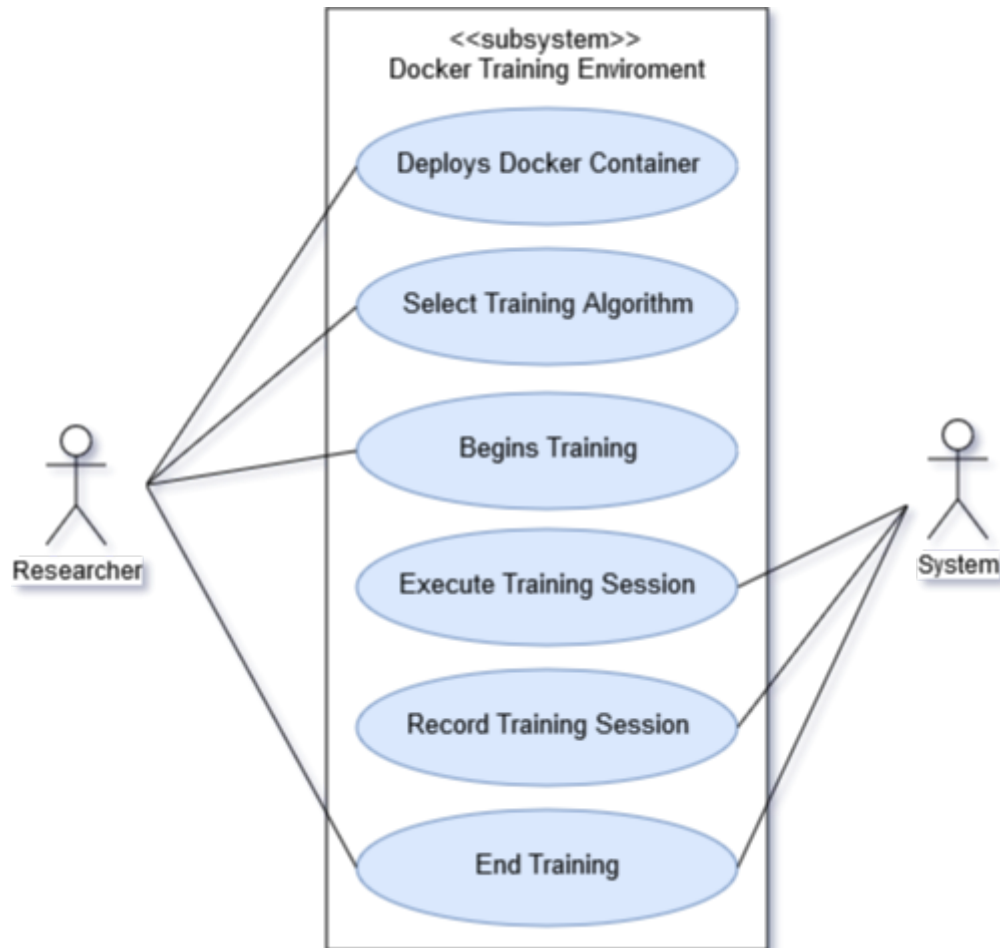 <<subsystem>>
Docker Training Enviroment
Deploys Docker Container
Select Training Algorithm
Begins Training
Researcher
System
Execute Training Session
Record Training Session
End Training